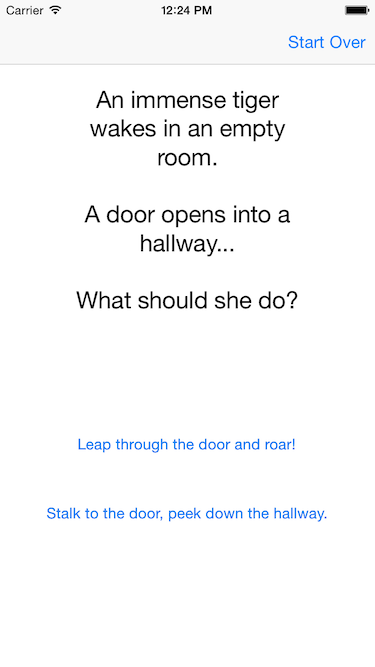 Carrier 12:24 PM
Start Over
An immense tiger
wakes in an empty
room.
A door opens into a
hallway...
What should she do?
Leap through the door and roar!
Stalk to the door, peek down the hallway.